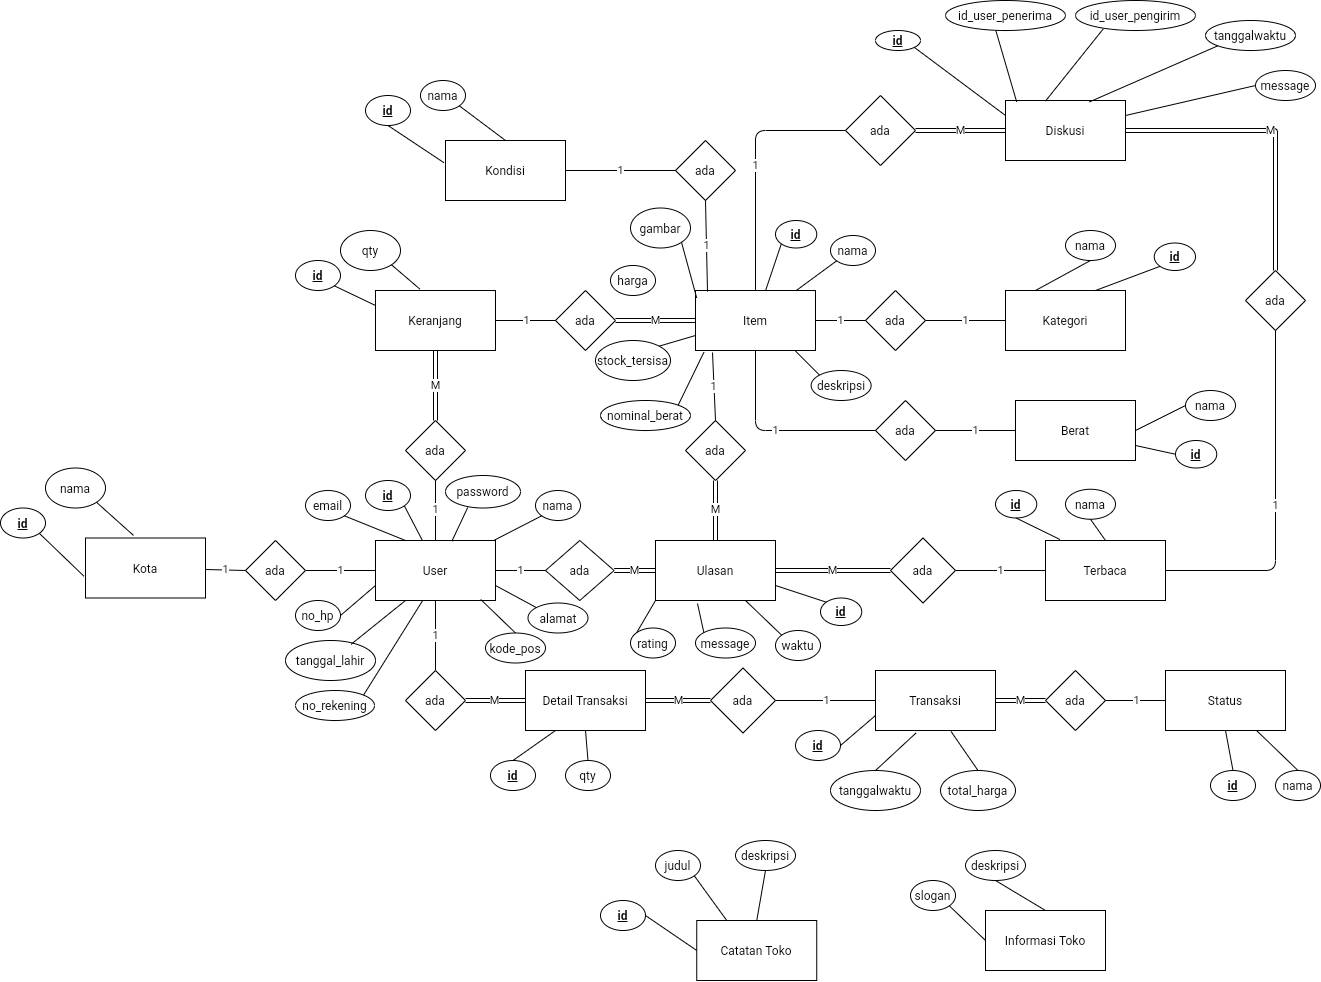 id_user_penerima
id_user_pengirim
id
tanggalwaktu
message
nama
id
ada
M
Diskusi
M
Kondisi
1
ada
1
gambar
id
nama
1
qty
id
harga
nama
id
ada
Keranjang
1
ada
M
Item
1
ada
1
Kategori
stock_tersisa
nominal_berat
deskripsi
M
1
nama
1
ada
1
Berat
id
ada
ada
nama
id
email
id
password
nama
1
M
id
nama
1
Kota
1
ada
1
User
1
ada
M
Ulasan
M
ada
1
Terbaca
no_hp
alamat
id
kode_pos
rating
message
waktu
tanggal_lahir
1
no_rekening
ada
M
Detail Transaksi
M
ada
1
Transaksi
M
ada
1
Status
id
id
qty
tanggalwaktu
total_harga
id
nama
judul
deskripsi
deskripsi
slogan
id
Catatan Toko
Informasi Toko